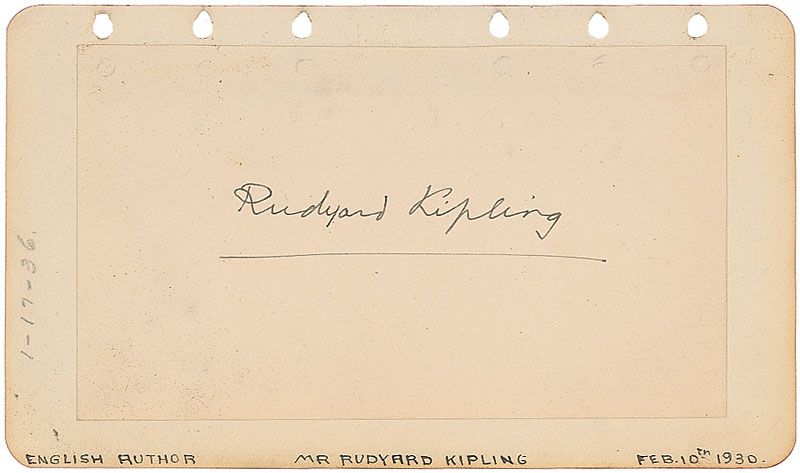 Rudyard Kipling
1-17-36.
ENGLISH AUTHOR MR RUDYARD KIPLING FEB. 10th 1930.